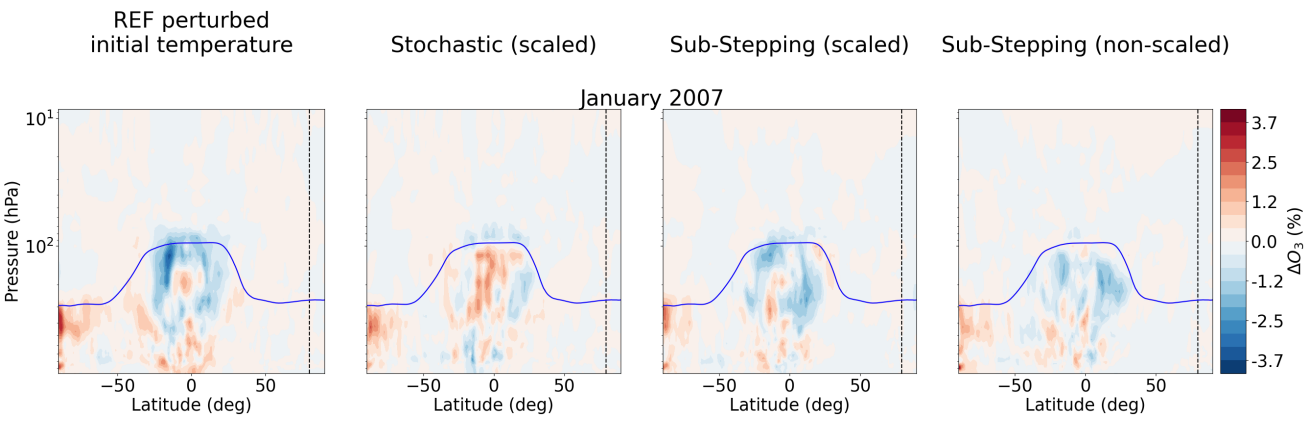 REF perturbed
initial temperature
Stochastic (scaled)
Sub-Stepping (scaled)
Sub-Stepping (non-scaled)
January 2007
Pressure (hPa)
10¹
10²
−50
0
50
Latitude (deg)
−50
0
50
Latitude (deg)
−50
0
50
Latitude (deg)
−50
0
50
Latitude (deg)
3.7
2.5
1.2
0.0
-1.2
-2.5
-3.7
ΔO₃ (%)